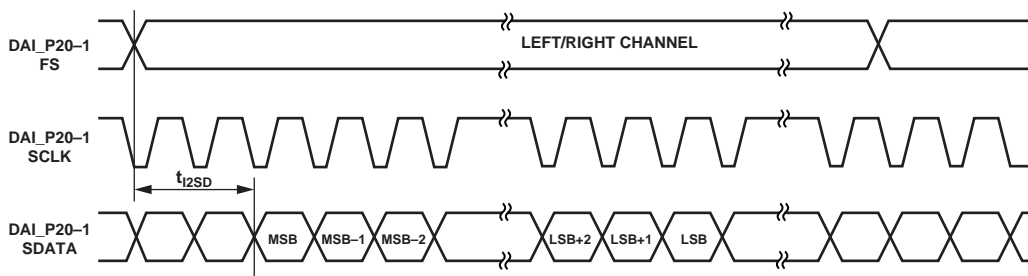 DAI_P20–1
FS
LEFT/RIGHT CHANNEL
DAI_P20–1
SCLK
tI2SD
DAI_P20–1
SDATA
MSB
MSB–1
MSB–2
LSB+2
LSB+1
LSB